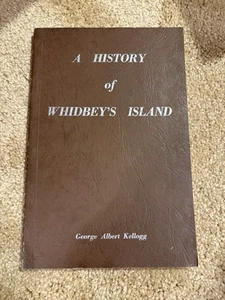 A HISTORY
of
WHIDBEY'S ISLAND
George Albert Kellogg